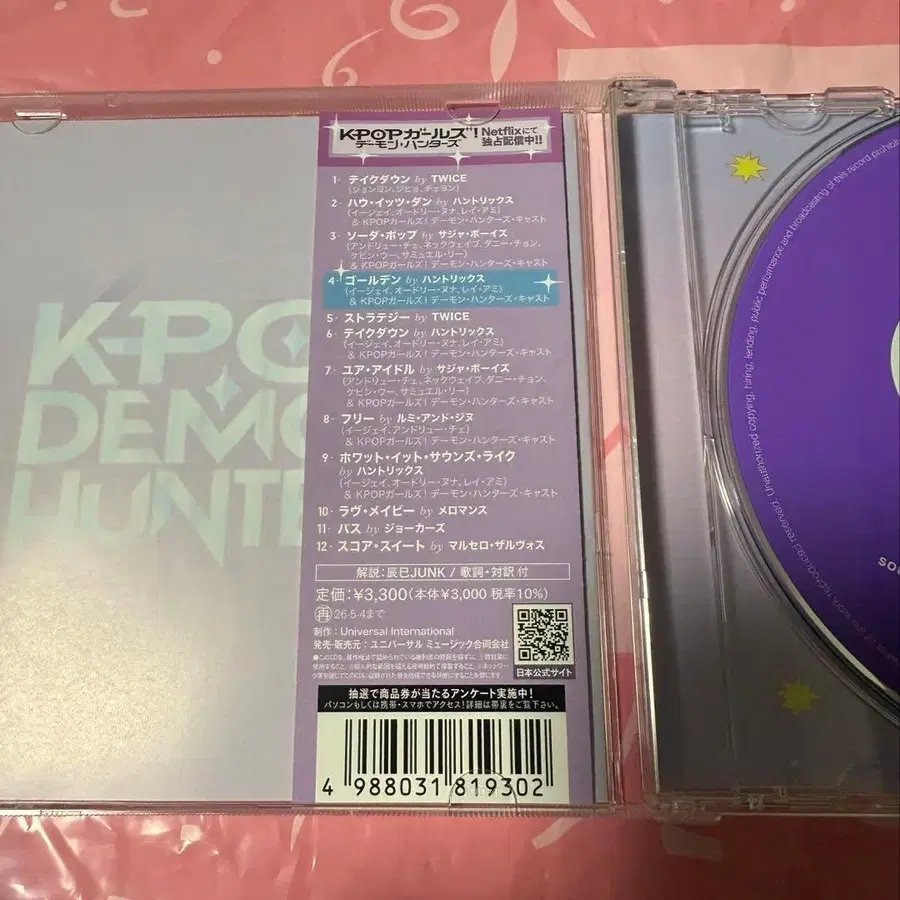 K-POPガールズ! デーモン・ハンターズ
Netflixにて独占配信中!!
1- テイクダウン by TWICE
(ジョンヨン、ジヒョ、チェヨン)
2- ハウ・イッツ・ダン by ハントリックス
(イージェイ、オードリー・ヌナ、レイ・アミ)
& KPOPガールズ! デーモン・ハンターズ・キャスト
3- ソーダ・ポップ by サジャ・ボーイズ
(アンドリュー・チェ、ネックウェイブ、ダニー・チョン、
ケビン・ウー、サミュエル・リー)
& KPOPガールズ! デーモン・ハンターズ・キャスト
4- ゴールデン by ハントリックス
(イージェイ、オードリー・ヌナ、レイ・アミ)
& KPOPガールズ! デーモン・ハンターズ・キャスト
5- ストラテジー by TWICE
6- テイクダウン by ハントリックス
(イージェイ、オードリー・ヌナ、レイ・アミ)
& KPOPガールズ! デーモン・ハンターズ・キャスト
7- ユア・アイドル by サジャ・ボーイズ
(アンドリュー・チェ、ネックウェイブ、ダニー・チョン、
ケビン・ウー、サミュエル・リー)
& KPOPガールズ! デーモン・ハンターズ・キャスト
8- フリー by ルミ・アンド・ジヌ
(イージェイ、アンドリュー・チェ)
& KPOPガールズ! デーモン・ハンターズ・キャスト
9- ホワット・イット・サウンズ・ライク
by ハントリックス
(イージェイ、オードリー・ヌナ、レイ・アミ)
& KPOPガールズ! デーモン・ハンターズ・キャスト
10- ラヴ・メイビー by メロマンス
11- パス by ジョーカーズ
12- スコア・スイート by マルセロ・ザルヴォス
解説:辰巳JUNK / 歌詞・対訳 付
定価:¥3,300(本体¥3,000 税率10%)
再 26・5・4まで
制作:Universal International
発売・販売元:ユニバーサル ミュージック合同会社
日本公式サイト
抽選で商品券が当たるアンケート実施中!
パソコンもしくは携帯・スマホでアクセス!詳細は帯裏をご覧下さい。
4 988031 819302
K-PO
DEMO
HUNTE
Unauthorized copying, hiring, lending, public performance and broadcasting of this record prohibi